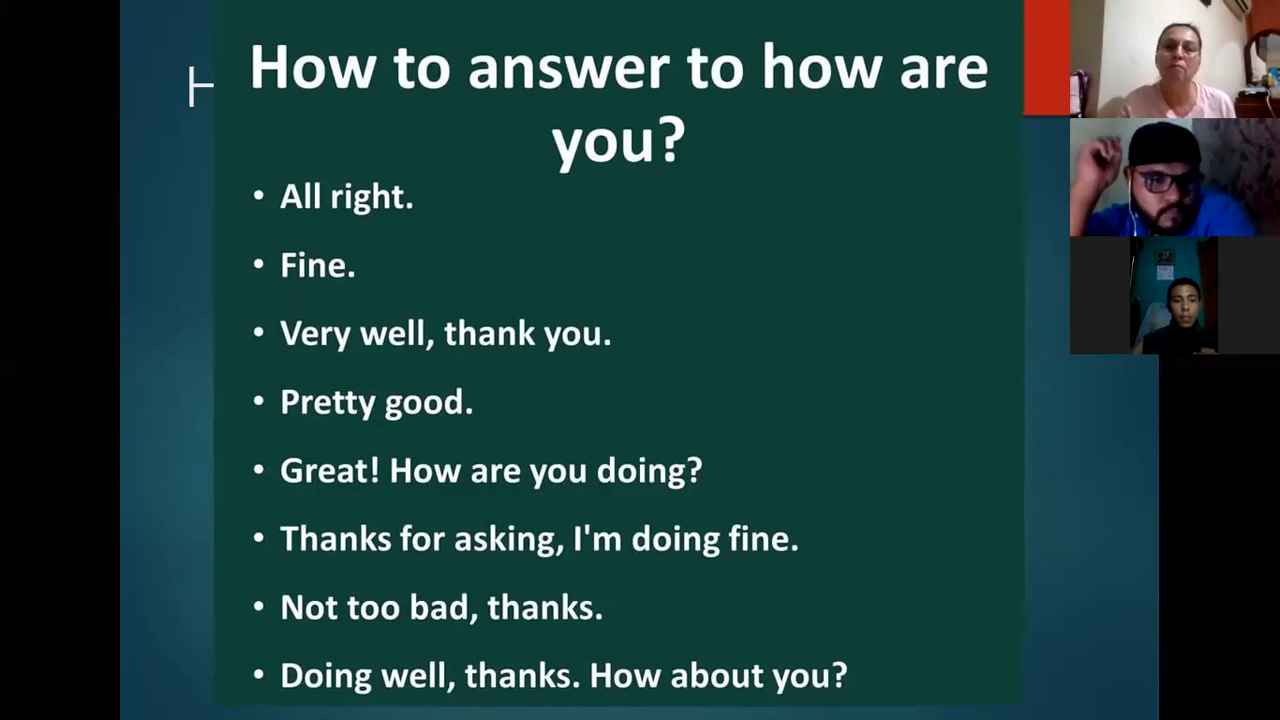 How to answer to how are
you?
• All right.
• Fine.
• Very well, thank you.
• Pretty good.
• Great! How are you doing?
• Thanks for asking, I'm doing fine.
• Not too bad, thanks.
• Doing well, thanks. How about you?